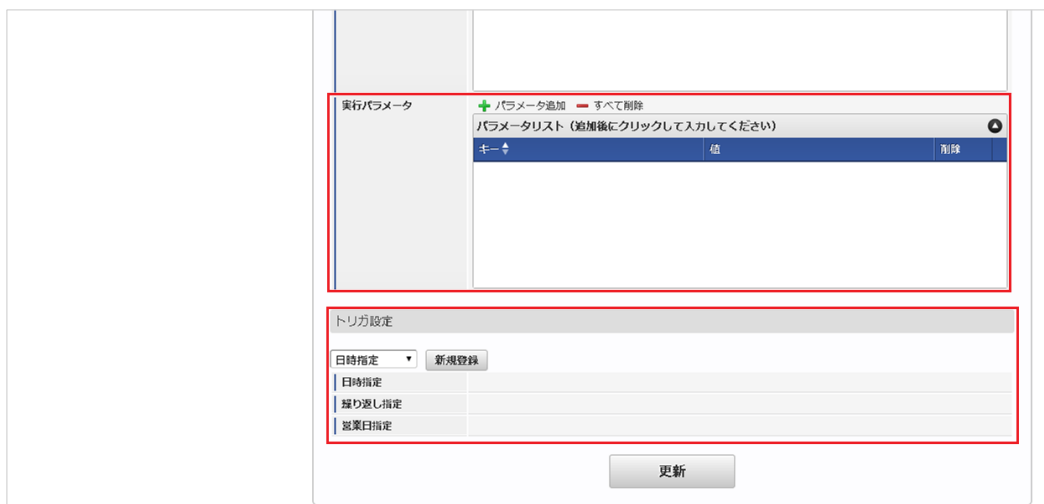 実行パラメータ
パラメータ追加 すべて削除
パラメータリスト（追加後にクリックして入力してください）
キー 値 削除
トリガ設定
日時指定 新規登録
日時指定
繰り返し指定
営業日指定
更新